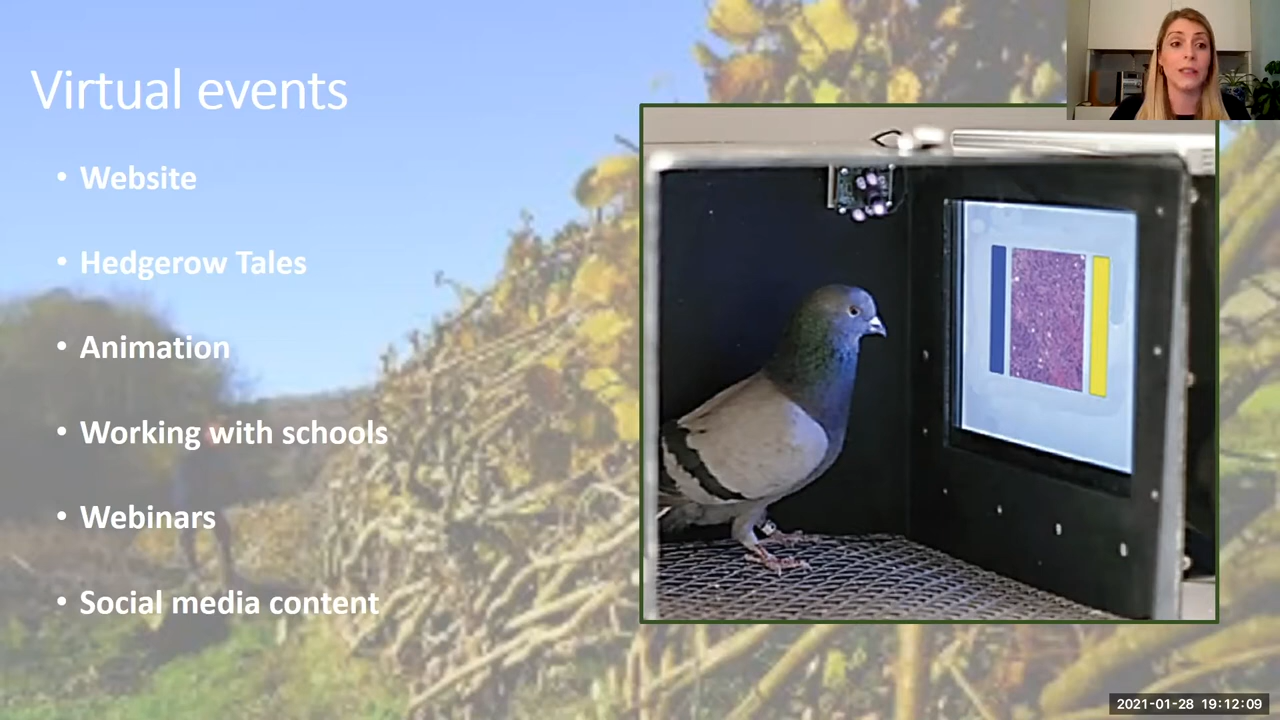 Virtual events
• Website
• Hedgerow Tales
• Animation
• Working with schools
• Webinars
• Social media content
2021-01-28 19:12:09